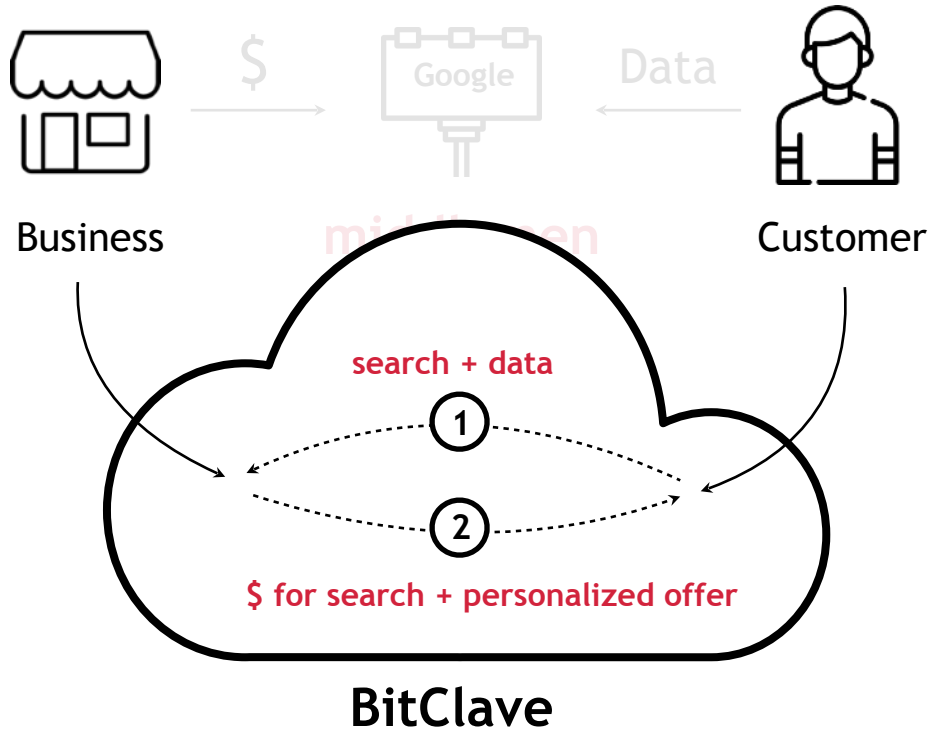 $
Google
Data
Business
Customer
search + data
1
2
$ for search + personalized offer
BitClave